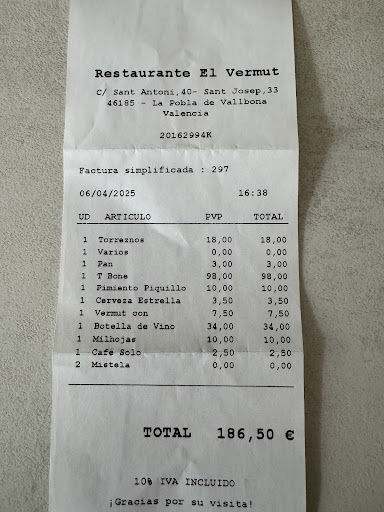 Restaurante El Vermut
C/ Sant Antoni,40- Sant Josep,33
46185 - La Pobla de Vallbona
Valencia
20162994K
Factura simplificada : 297
06/04/2025 16:38
UD ARTICULO PVP TOTAL
1 Torreznos 18,00 18,00
1 Varios 0,00 0,00
1 Pan 3,00 3,00
1 T Bone 98,00 98,00
1 Pimiento Piquillo 10,00 10,00
1 Cerveza Estrella 3,50 3,50
1 Vermut con 7,50 7,50
1 Botella de Vino 34,00 34,00
1 Milhojas 10,00 10,00
1 Café Solo 2,50 2,50
2 Mistela 0,00 0,00
TOTAL 186,50 €
10% IVA INCLUIDO
¡Gracias por su visita!